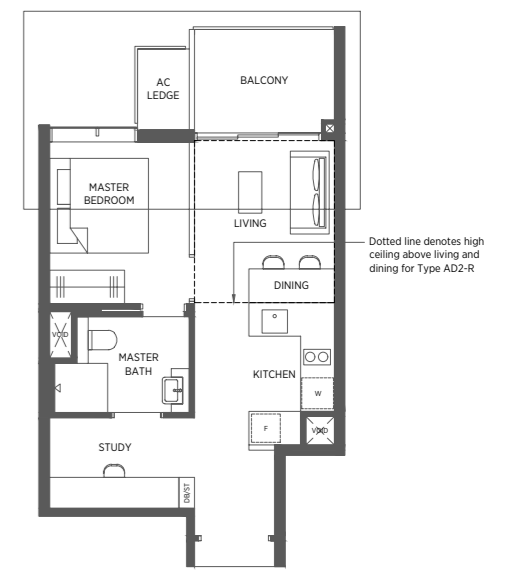 AC
LEDGE
BALCONY
MASTER
BEDROOM
LIVING
Dotted line denotes high
ceiling above living and
dining for Type AD2-R
DINING
VOID
MASTER
BATH
KITCHEN
W
F
VOID
STUDY
DB/ST